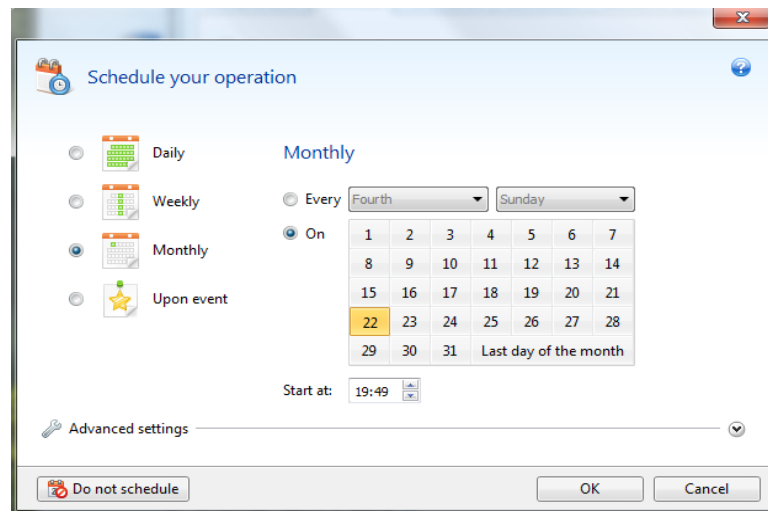 Schedule your operation
Daily
Weekly
Monthly
Upon event
Monthly
Every Fourth Sunday
On
1 2 3 4 5 6 7
8 9 10 11 12 13 14
15 16 17 18 19 20 21
22 23 24 25 26 27 28
29 30 31 Last day of the month
Start at: 19:49
Advanced settings
Do not schedule
OK
Cancel